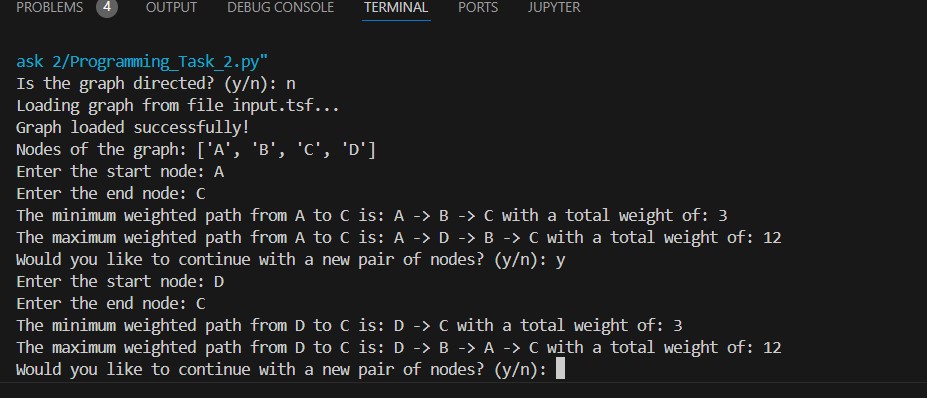 PROBLEMS 4 OUTPUT DEBUG CONSOLE TERMINAL PORTS JUPYTER
ask 2/Programming_Task_2.py"
Is the graph directed? (y/n): n
Loading graph from file input.tsf...
Graph loaded successfully!
Nodes of the graph: ['A', 'B', 'C', 'D']
Enter the start node: A
Enter the end node: C
The minimum weighted path from A to C is: A -> B -> C with a total weight of: 3
The maximum weighted path from A to C is: A -> D -> B -> C with a total weight of: 12
Would you like to continue with a new pair of nodes? (y/n): y
Enter the start node: D
Enter the end node: C
The minimum weighted path from D to C is: D -> C with a total weight of: 3
The maximum weighted path from D to C is: D -> B -> A -> C with a total weight of: 12
Would you like to continue with a new pair of nodes? (y/n):